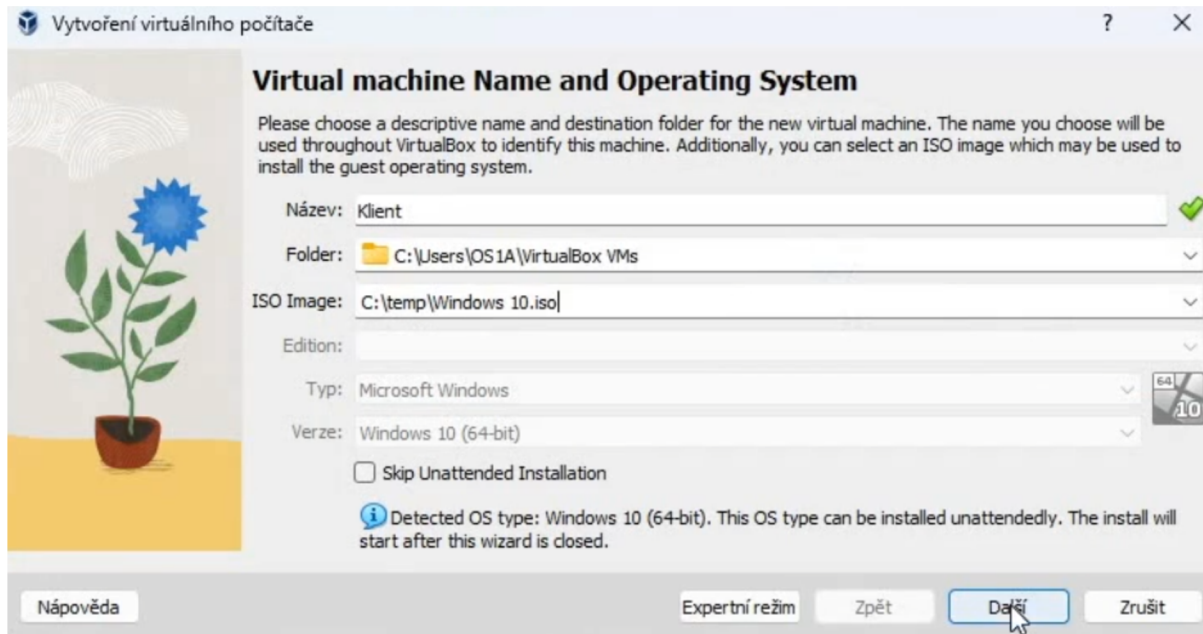 Vytvoření virtuálního počítače
?
Virtual machine Name and Operating System
Please choose a descriptive name and destination folder for the new virtual machine. The name you choose will be
used throughout VirtualBox to identify this machine. Additionally, you can select an ISO image which may be used to
install the guest operating system.
Název: Klient
Folder: C:\Users\OS1A\VirtualBox VMs
ISO Image: C:\temp\Windows 10.iso
Edition:
Typ: Microsoft Windows
64
10
Verze: Windows 10 (64-bit)
Skip Unattended Installation
Detected OS type: Windows 10 (64-bit). This OS type can be installed unattendedly. The install will
start after this wizard is closed.
Nápověda Expertní režim Zpět Další Zrušit